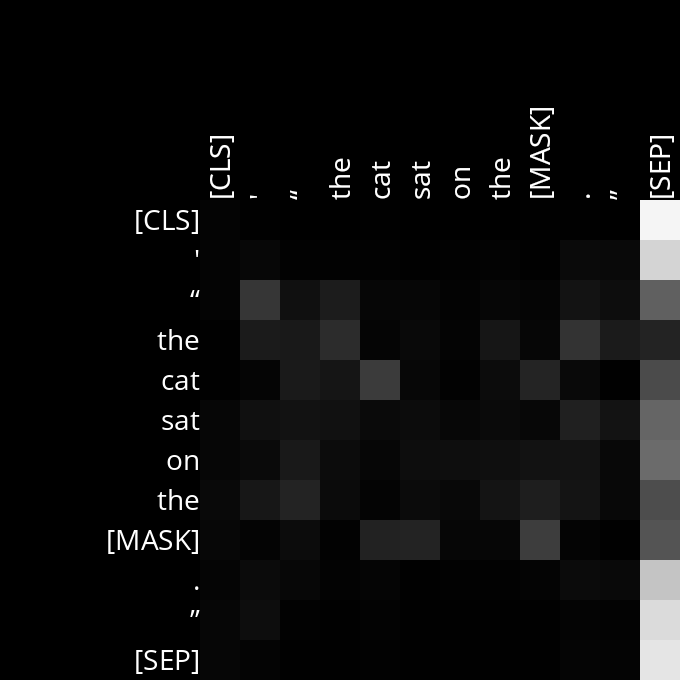 [CLS] ' “ the cat sat on the [MASK] . ” [SEP]
[CLS]
'
“
the
cat
sat
on
the
[MASK]
.
”
[SEP]